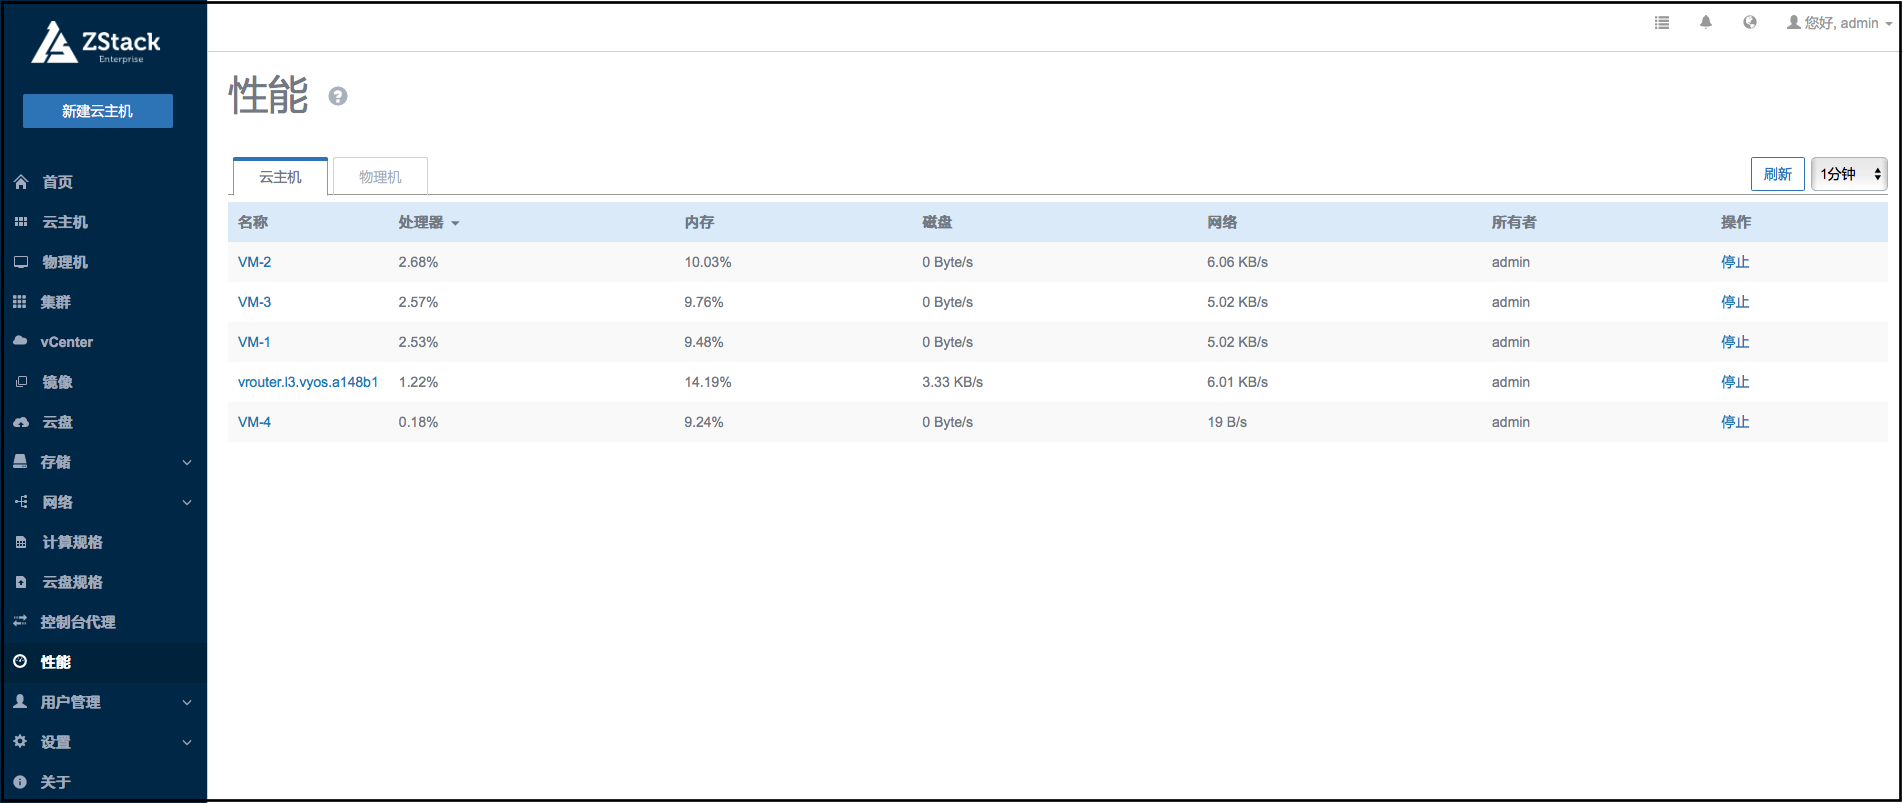 ZStack
Enterprise
新建云主机
首页
云主机
物理机
集群
vCenter
镜像
云盘
存储
网络
计算规格
云盘规格
控制台代理
性能
用户管理
设置
关于
您好, admin
性能 ?
云主机 物理机 刷新 1分钟
名称 处理器 内存 磁盘 网络 所有者 操作
VM-2 2.68% 10.03% 0 Byte/s 6.06 KB/s admin 停止
VM-3 2.57% 9.76% 0 Byte/s 5.02 KB/s admin 停止
VM-1 2.53% 9.48% 0 Byte/s 5.02 KB/s admin 停止
vrouter.l3.vyos.a148b1 1.22% 14.19% 3.33 KB/s 6.01 KB/s admin 停止
VM-4 0.18% 9.24% 0 Byte/s 19 B/s admin 停止